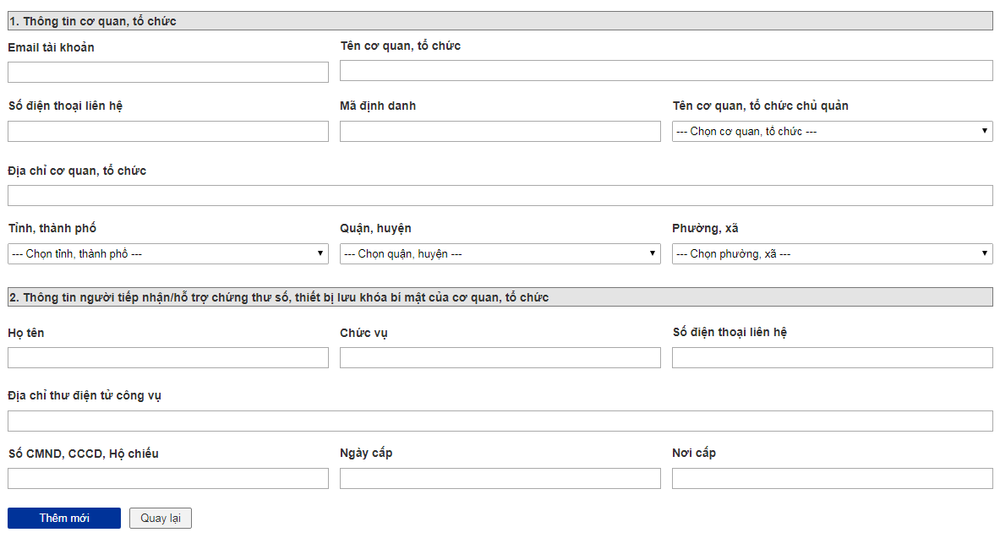 1. Thông tin cơ quan, tổ chức
Email tài khoản
Tên cơ quan, tổ chức
Số điện thoại liên hệ
Mã định danh
Tên cơ quan, tổ chức chủ quản
--- Chọn cơ quan, tổ chức ---
Địa chỉ cơ quan, tổ chức
Tỉnh, thành phố
Quận, huyện
Phường, xã
--- Chọn tỉnh, thành phố ---
--- Chọn quận, huyện ---
--- Chọn phường, xã ---
2. Thông tin người tiếp nhận/hỗ trợ chứng thư số, thiết bị lưu khóa bí mật của cơ quan, tổ chức
Họ tên
Chức vụ
Số điện thoại liên hệ
Địa chỉ thư điện tử công vụ
Số CMND, CCCD, Hộ chiếu
Ngày cấp
Nơi cấp
Thêm mới
Quay lại